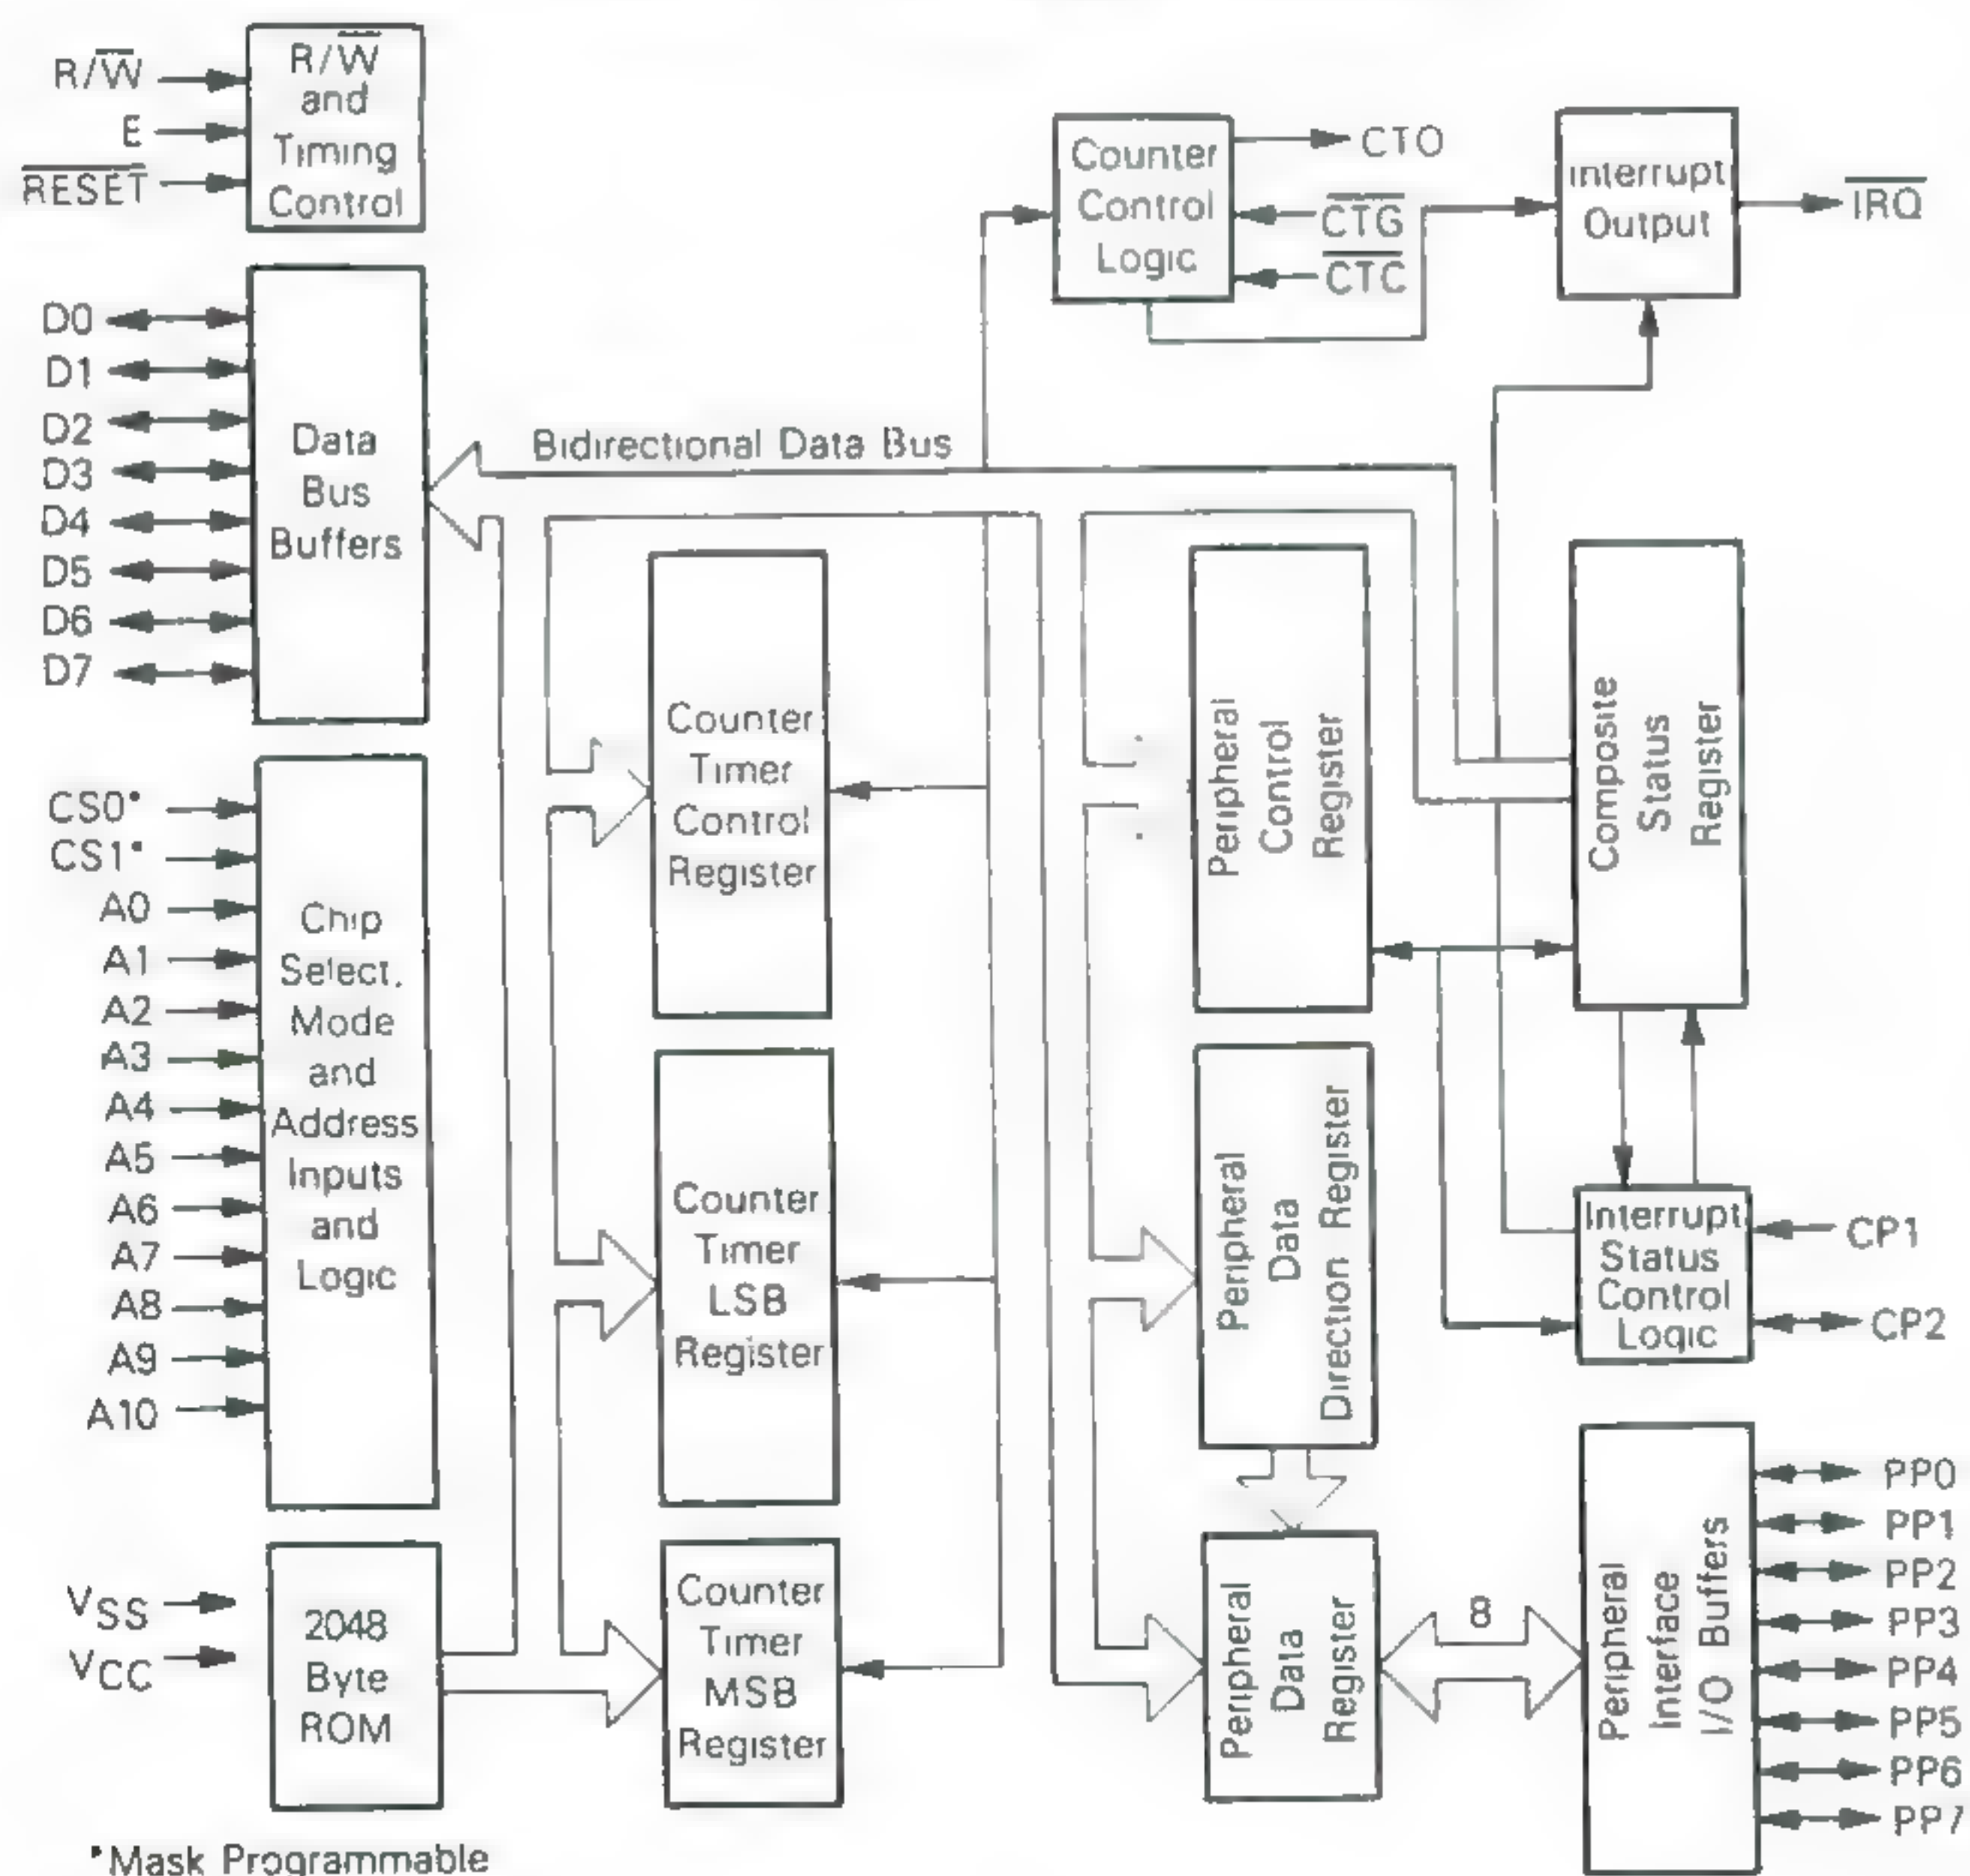 R/W̅
E
R̅E̅S̅E̅T̅
R/W̅
and
Timing
Control
Counter
Control
Logic
CTO
C̅T̅G̅
C̅T̅C̅
Interrupt
Output
I̅R̅Q̅
D0
D1
D2
D3
D4
D5
D6
D7
Data
Bus
Buffers
Bidirectional Data Bus
CS0*
CS1*
A0
A1
A2
A3
A4
A5
A6
A7
A8
A9
A10
Chip
Select,
Mode
and
Address
Inputs
and
Logic
Counter
Timer
Control
Register
Peripheral
Control
Register
Composite
Status
Register
Counter
Timer
LSB
Register
Peripheral
Data
Direction Register
Interrupt
Status
Control
Logic
CP1
CP2
VSS
VCC
2048
Byte
ROM
Counter
Timer
MSB
Register
Peripheral
Data
Register
8
Peripheral
Interface
I/O Buffers
PP0
PP1
PP2
PP3
PP4
PP5
PP6
PP7
*Mask Programmable